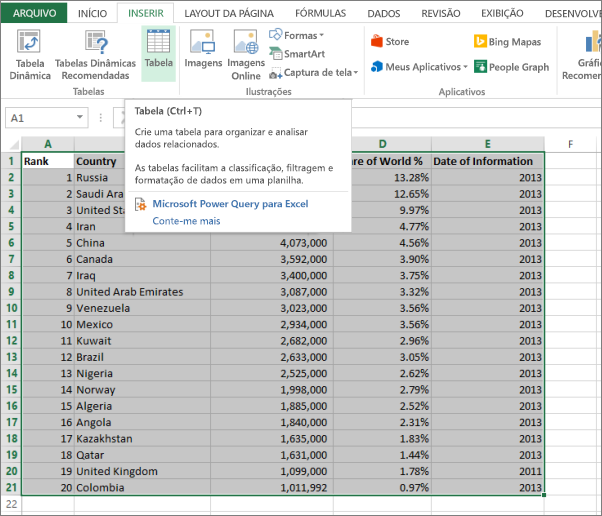 ARQUIVO INÍCIO INSERIR LAYOUT DA PÁGINA FÓRMULAS DADOS REVISÃO EXIBIÇÃO DESENVOLVE
Tabela Dinâmica
Tabelas Dinâmicas Recomendadas
Tabela
Tabelas
Imagens
Imagens Online
Formas
SmartArt
Captura de tela
Ilustrações
Store
Meus Aplicativos
Bing Mapas
People Graph
Aplicativos
Gráfi
Recomen
A1
Tabela (Ctrl+T)
Crie uma tabela para organizar e analisar
dados relacionados.
As tabelas facilitam a classificação, filtragem e
formatação de dados em uma planilha.
Microsoft Power Query para Excel
Conte-me mais
A D E F
1 Rank Country re of World % Date of Information
2 1 Russia 13.28% 2013
3 2 Saudi Ara 12.65% 2013
4 3 United Sta 9.97% 2013
5 4 Iran 4.77% 2013
6 5 China 4,073,000 4.56% 2013
7 6 Canada 3,592,000 3.90% 2013
8 7 Iraq 3,400,000 3.75% 2013
9 8 United Arab Emirates 3,087,000 3.32% 2013
10 9 Venezuela 3,023,000 3.56% 2013
11 10 Mexico 2,934,000 3.56% 2013
12 11 Kuwait 2,682,000 2.96% 2013
13 12 Brazil 2,633,000 3.05% 2013
14 13 Nigeria 2,525,000 2.62% 2013
15 14 Norway 1,998,000 2.79% 2013
16 15 Algeria 1,885,000 2.52% 2013
17 16 Angola 1,840,000 2.31% 2013
18 17 Kazakhstan 1,635,000 1.83% 2013
19 18 Qatar 1,631,000 1.44% 2013
20 19 United Kingdom 1,099,000 1.78% 2011
21 20 Colombia 1,011,992 0.97% 2013
22